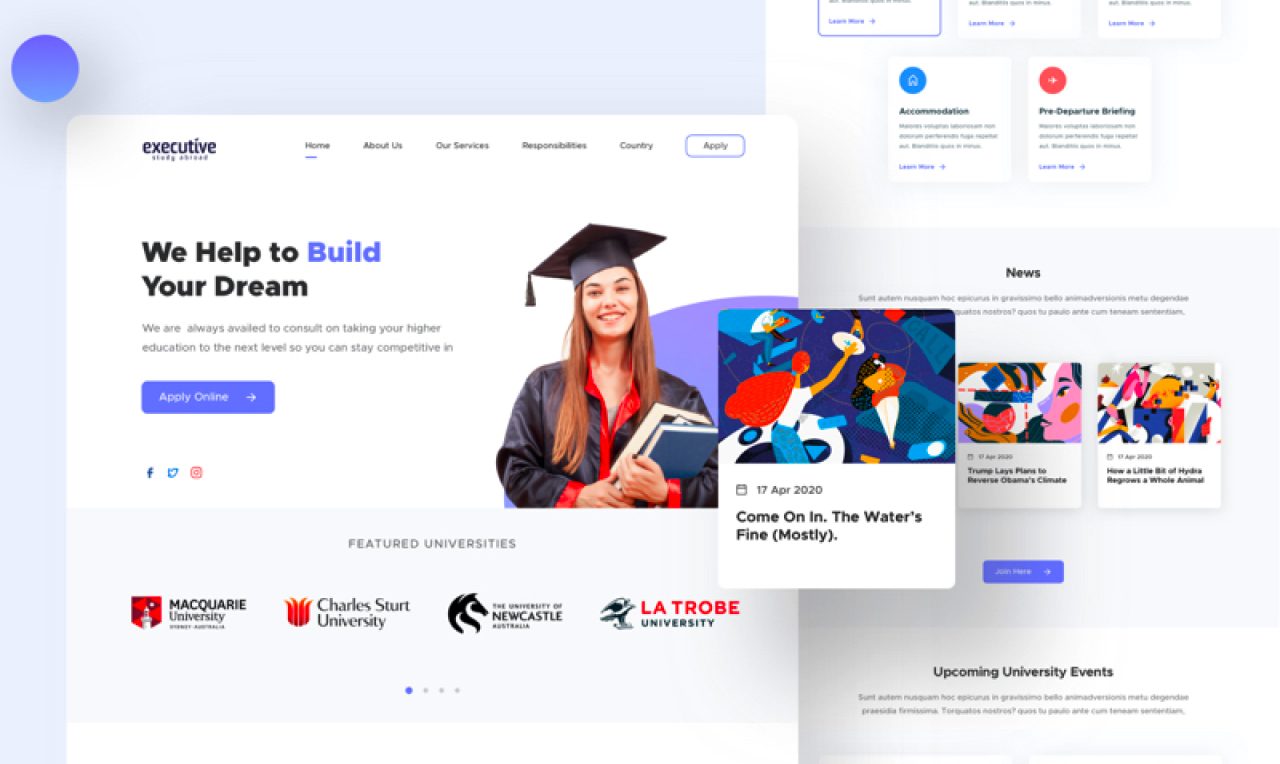 executive
study abroad
Home
About Us
Our Services
Responsibilities
Country
Apply
We Help to Build
Your Dream
We are always availed to consult on taking your higher
education to the next level so you can stay competitive in
Apply Online
FEATURED UNIVERSITIES
MACQUARIE
University
SYDNEY·AUSTRALIA
Charles Sturt
University
THE UNIVERSITY OF
NEWCASTLE
AUSTRALIA
LA TROBE
UNIVERSITY
aut. Blanditiis quos in minus.
Learn More
aut. Blanditiis quos in minus.
Learn More
aut. Blanditiis quos in minus.
Learn More
Accommodation
Maiores voluptas laboriosam non
dolorum perferendis fuga repellat
aut. Blanditiis quos in minus.
Learn More
Pre-Departure Briefing
Maiores voluptas laboriosam non
dolorum perferendis fuga repellat
aut. Blanditiis quos in minus.
Learn More
News
Sunt autem nusquam hoc epicurus in gravissimo bello animadversionis metu degendae
nostros? quos tu paulo ante cum teneam sententiam,
17 Apr 2020
Come On In. The Water's
Fine (Mostly).
17 Apr 2020
Trump Lays Plans to
Reverse Obama's Climate
17 Apr 2020
How a Little Bit of Hydra
Regrows a Whole Animal
Join Here
Upcoming University Events
Sunt autem nusquam hoc epicurus in gravissimo bello animadversionis metu degendae
praesidia firmissima. Torquatos nostros? quos tu paulo ante cum teneam sententiam,